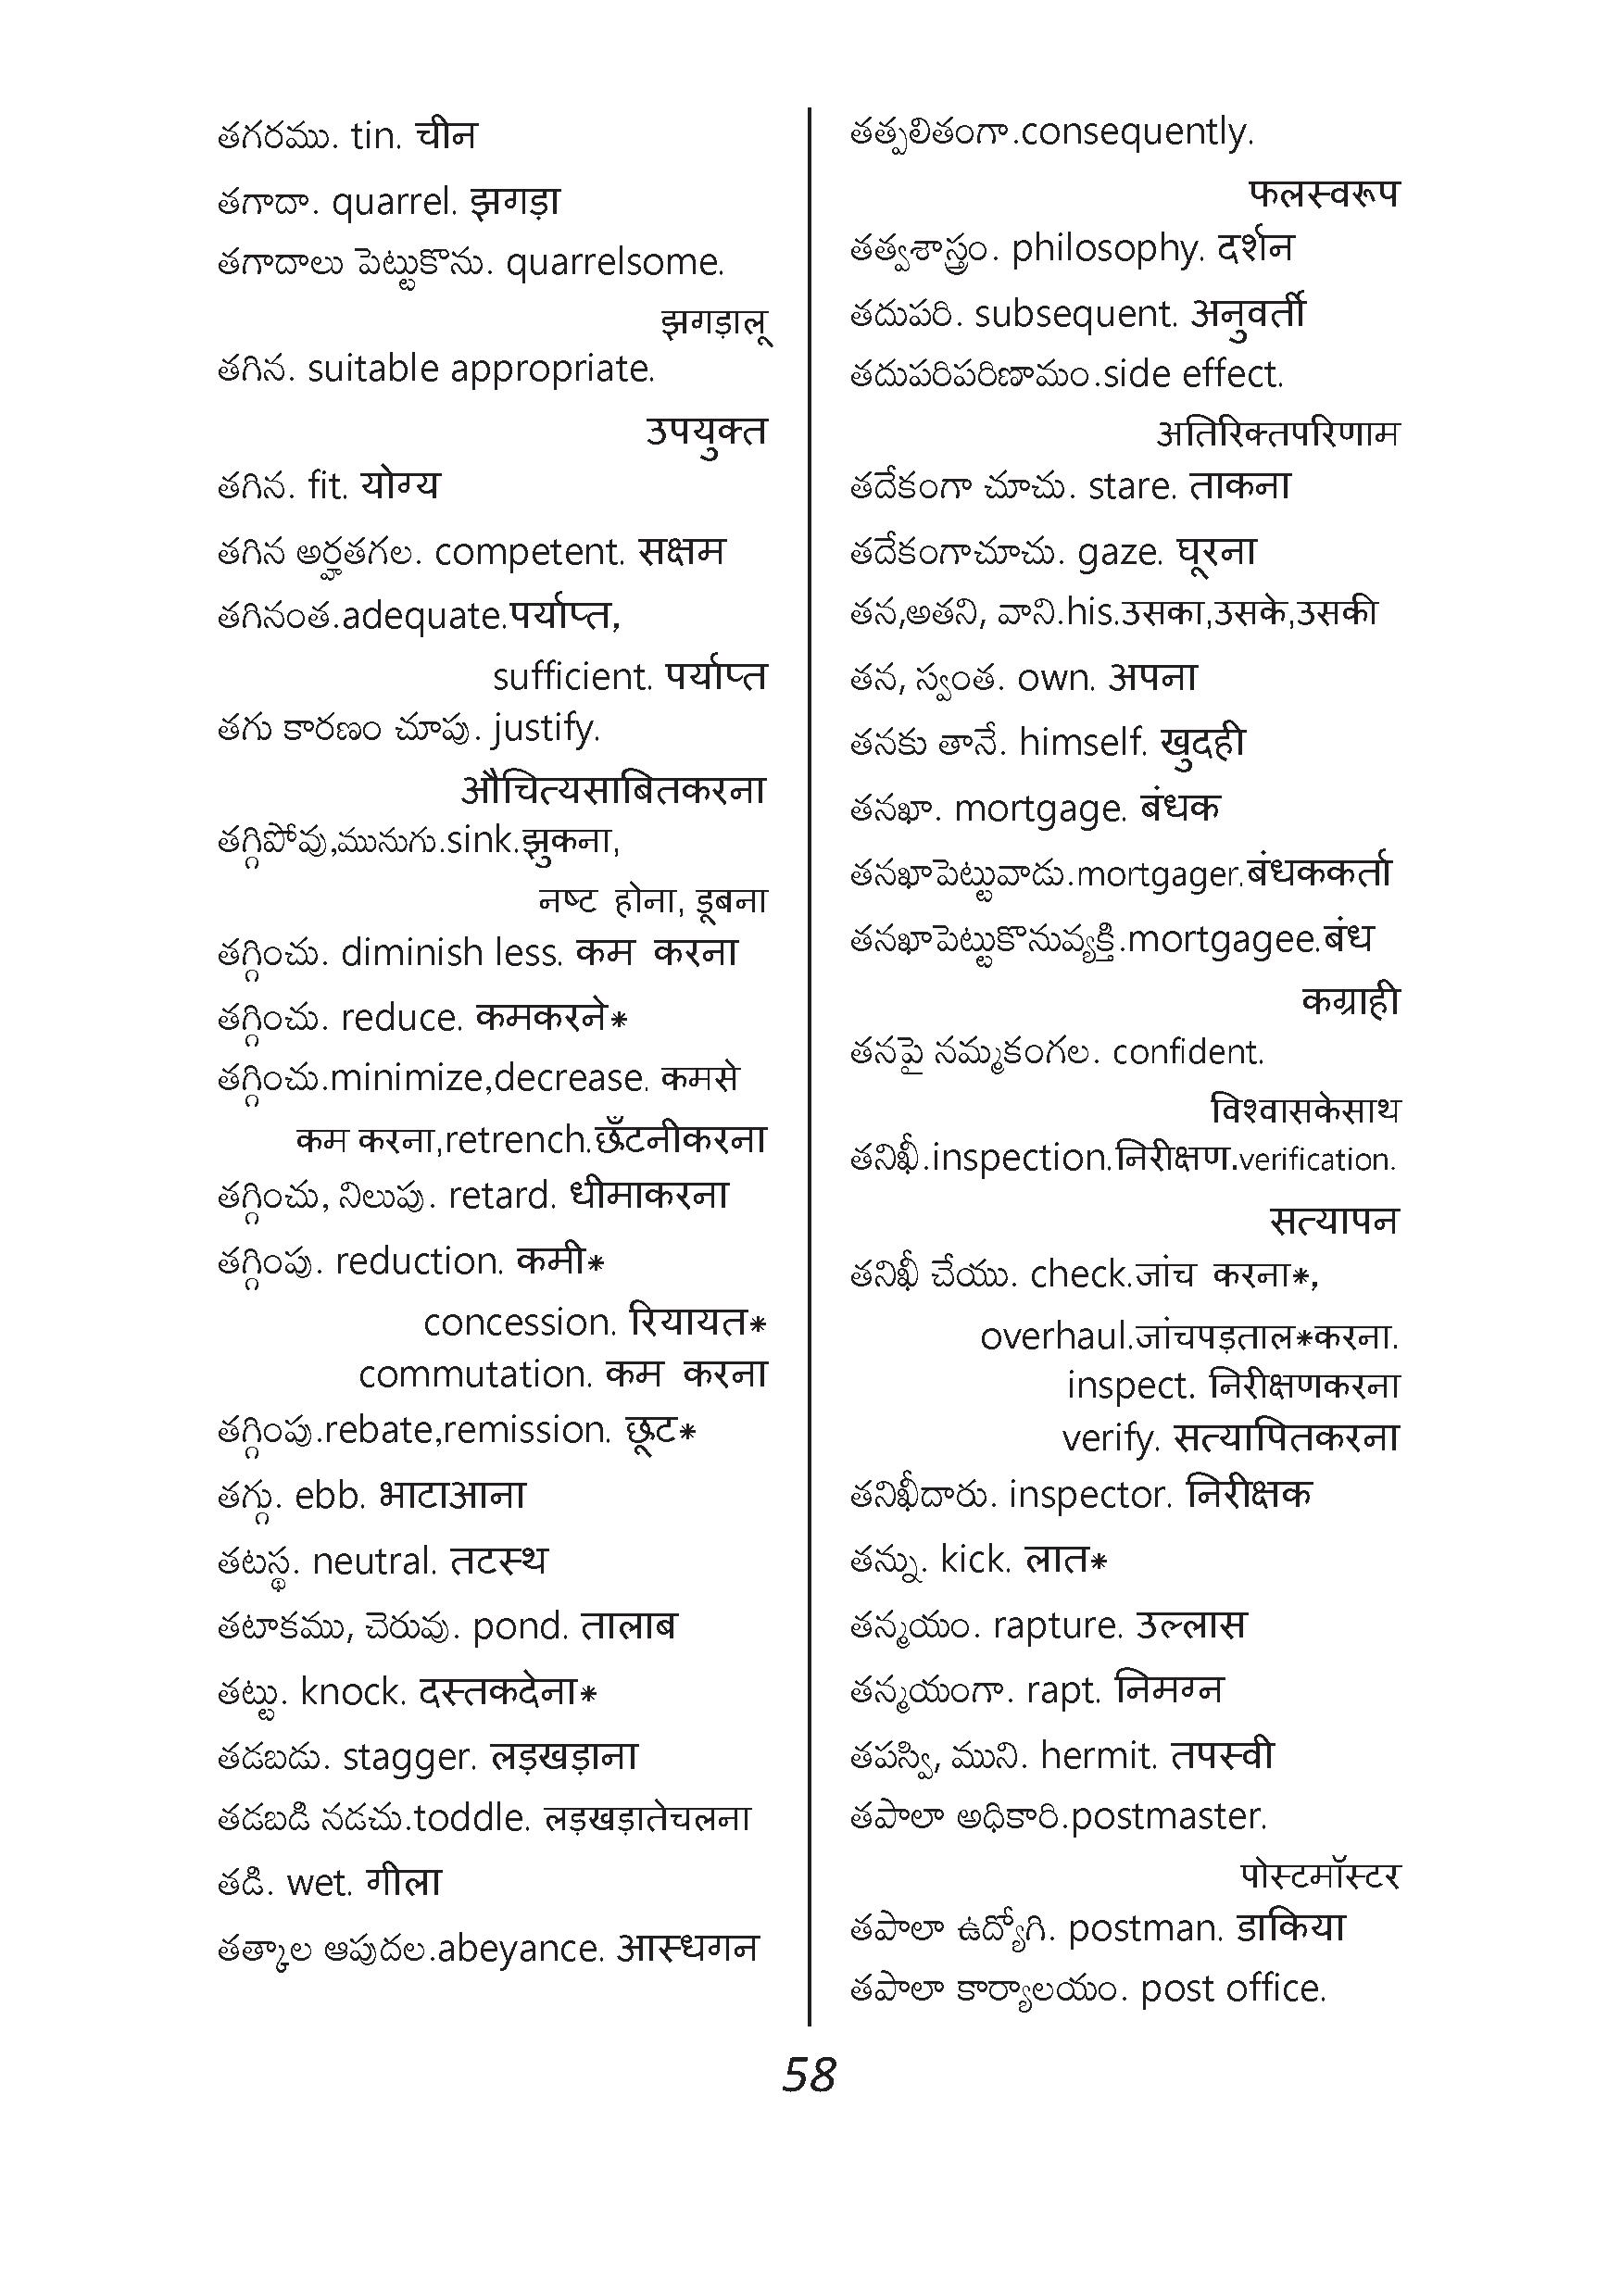 తగరము. tin. चीन
తగాదా. quarrel. झगड़ा
తగాదాలు పెట్టుకొను. quarrelsome.
झगड़ालू
తగిన. suitable appropriate.
उपयुक्त
తగిన. fit. योग्य
తగిన అర్హతగల. competent. सक्षम
తగినంత.adequate.पर्याप्त,
sufficient. पर्याप्त
తగు కారణం చూపు. justify.
औचित्यसाबितकरना
తగ్గిపోవు,మునుగు.sink.झुकना,
नष्ट होना, डूबना
తగ్గించు. diminish less. कम करना
తగ్గించు. reduce. कमकरने*
తగ్గించు.minimize,decrease. कमसे
कम करना,retrench.छँटनीकरना
తగ్గించు, నిలుపు. retard. धीमाकरना
తగ్గింపు. reduction. कमी*
concession. रियायत*
commutation. कम करना
తగ్గింపు.rebate,remission. छूट*
తగ్గు. ebb. भाटाआना
తటస్థ. neutral. तटस्थ
తటాకము, చెరువు. pond. तालाब
తట్టు. knock. दस्तकदेना*
తడబడు. stagger. लड़खड़ाना
తడబడి నడచు.toddle. लड़खड़ातेचलना
తడి. wet. गीला
తత్కాల ఆపుదల.abeyance. आस्धगन
తత్పలితంగా.consequently.
फलस्वरूप
తత్వశాస్త్రం. philosophy. दर्शन
తదుపరి. subsequent. अनुवर्ती
తదుపరిపరిణామం.side effect.
अतिरिक्तपरिणाम
తదేకంగా చూచు. stare. ताकना
తదేకంగాచూచు. gaze. घूरना
తన,అతని, వాని.his.उसका,उसके,उसकी
తన, స్వంత. own. अपना
తనకు తానే. himself. खुदही
తనఖా. mortgage. बंधक
తనఖాపెట్టువాడు.mortgager.बंधककर्ता
తనఖాపెట్టుకొనువ్యక్తి.mortgagee.बंध
कग्राही
తనపై నమ్మకంగల. confident.
विश्वासकेसाथ
తనిఖీ.inspection.निरीक्षण.verification.
सत्यापन
తనిఖీ చేయు. check.जांच करना*,
overhaul.जांचपड़ताल*करना.
inspect. निरीक्षणकरना
verify. सत्यापितकरना
తనిఖీదారు. inspector. निरीक्षक
తన్ను. kick. लात*
తన్మయం. rapture. उल्लास
తన్మయంగా. rapt. निमग्न
తపస్వి, ముని. hermit. तपस्वी
తపాలా అధికారి.postmaster.
पोस्टमॉस्टर
తపాలా ఉద్యోగి. postman. डाकिया
తపాలా కార్యాలయం. post office.
58